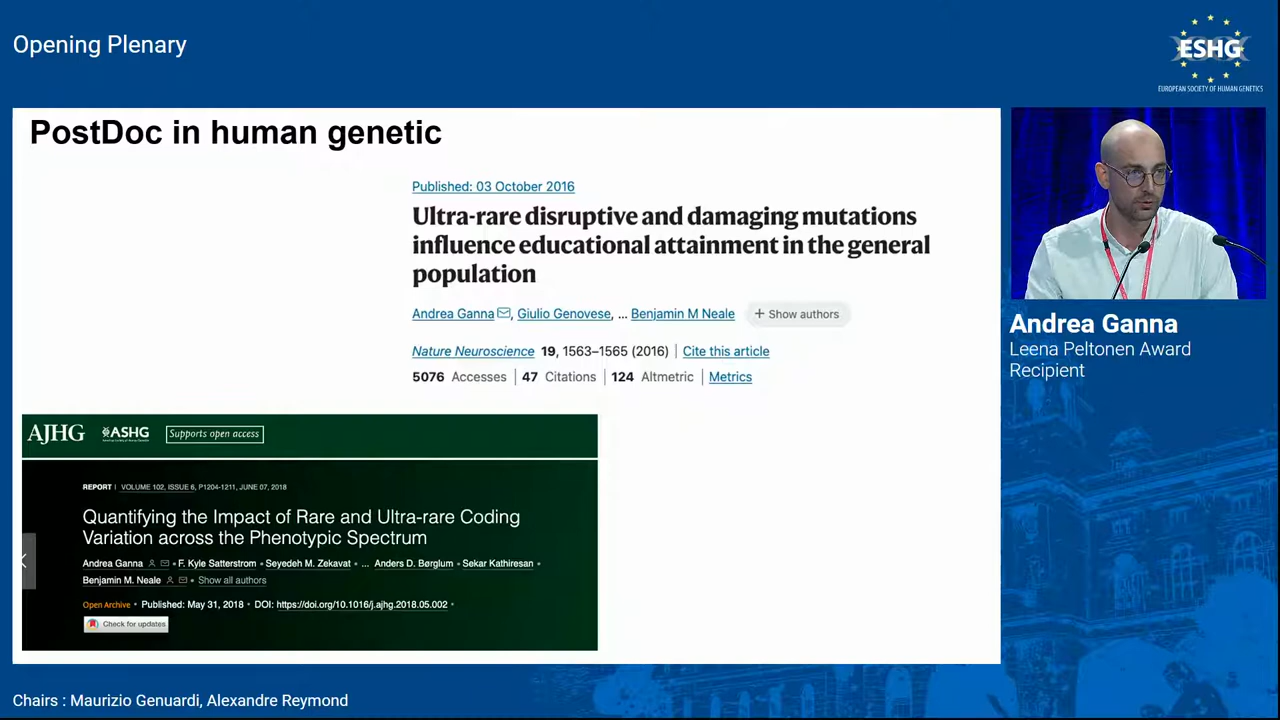 Opening Plenary
ESHG
EUROPEAN SOCIETY OF HUMAN GENETICS
PostDoc in human genetic
Published: 03 October 2016
Ultra-rare disruptive and damaging mutations
influence educational attainment in the general
population
Andrea Ganna, Giulio Genovese, ... Benjamin M Neale + Show authors
Nature Neuroscience 19, 1563–1565 (2016) | Cite this article
5076 Accesses | 47 Citations | 124 Altmetric | Metrics
Andrea Ganna
Leena Peltonen Award
Recipient
AJHG ASHG Supports open access
REPORT | VOLUME 102, ISSUE 6, P1204-1211, JUNE 07, 2018
Quantifying the Impact of Rare and Ultra-rare Coding
Variation across the Phenotypic Spectrum
Andrea Ganna • F. Kyle Satterstrom • Seyedeh M. Zekavat • ... Anders D. Børglum • Sekar Kathiresan •
Benjamin M. Neale • Show all authors
Open Archive • Published: May 31, 2018 • DOI: https://doi.org/10.1016/j.ajhg.2018.05.002 •
Check for updates
Chairs : Maurizio Genuardi, Alexandre Reymond